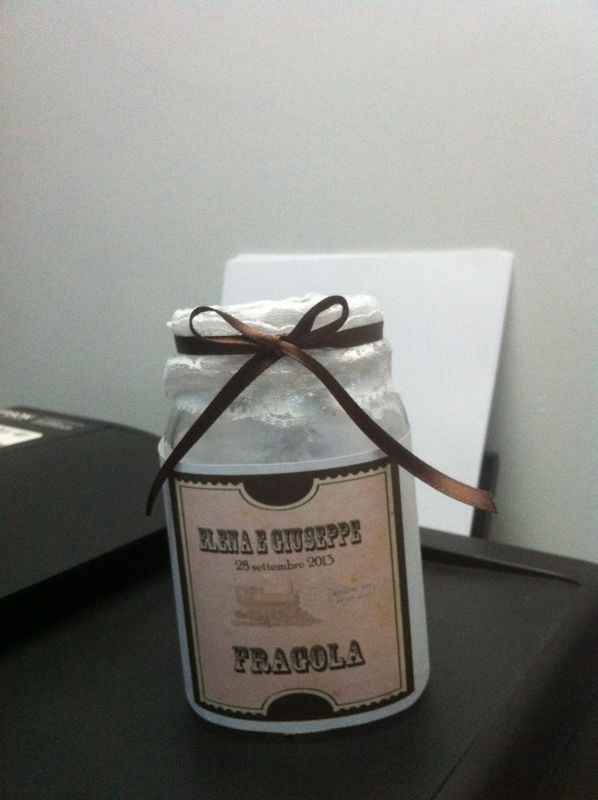 ELENA E GIUSEPPE
28 settembre 2013
FRAGOLA